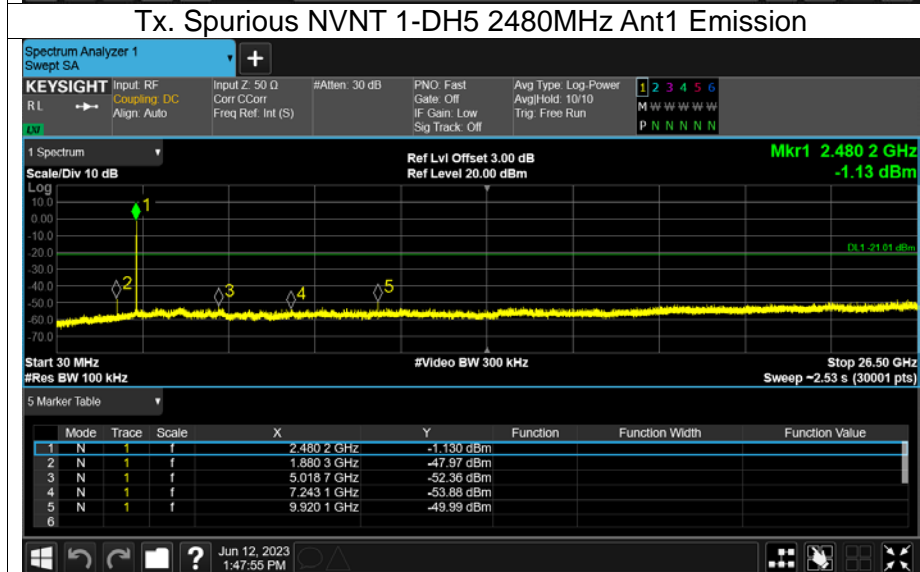 Tx. Spurious NVNT 1-DH5 2480MHz Ant1 Emission
Spectrum Analyzer 1
Swept SA
+
KEYSIGHT Input: RF Input Z: 50 Ω #Atten: 30 dB PNO: Fast Avg Type: Log-Power 1 2 3 4 5 6
RL Coupling: DC Corr CCorr Gate: Off Avg|Hold: 10/10 M W W W W W
Align: Auto Freq Ref: Int (S) IF Gain: Low Trig: Free Run
LXI Sig Track: Off P N N N N N
1 Spectrum Ref Lvl Offset 3.00 dB Mkr1 2.480 2 GHz
Scale/Div 10 dB Ref Level 20.00 dBm -1.13 dBm
Log
10.0 1
0.00
-10.0
-20.0 DL1 -21.01 dBm
-30.0
-40.0 2 3 4 5
-50.0
-60.0
-70.0
Start 30 MHz #Video BW 300 kHz Stop 26.50 GHz
#Res BW 100 kHz Sweep ~2.53 s (30001 pts)
5 Marker Table
Mode Trace Scale X Y Function Function Width Function Value
1 N 1 f 2.480 2 GHz -1.130 dBm
2 N 1 f 1.880 3 GHz -47.97 dBm
3 N 1 f 5.018 7 GHz -52.36 dBm
4 N 1 f 7.243 1 GHz -53.88 dBm
5 N 1 f 9.920 1 GHz -49.99 dBm
6
? Jun 12, 2023
1:47:55 PM